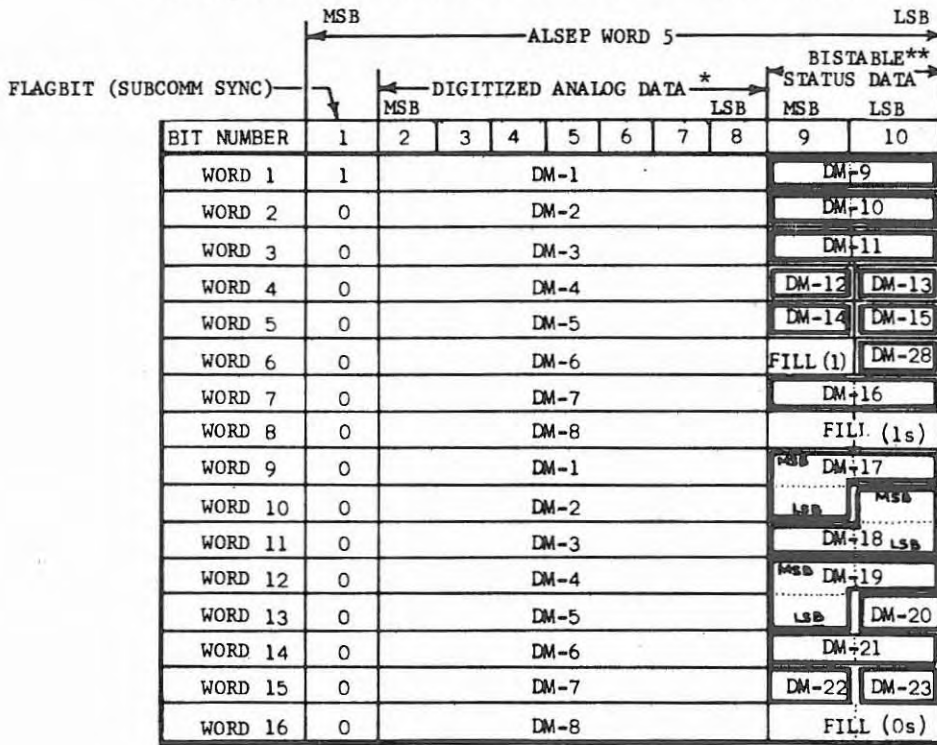 MSB LSB
ALSEP WORD 5
BISTABLE**
FLAGBIT (SUBCOMM SYNC) DIGITIZED ANALOG DATA * STATUS DATA
MSB LSB MSB LSB
BIT NUMBER 1 2 3 4 5 6 7 8 9 10
WORD 1 1 DM-1 DM-9
WORD 2 0 DM-2 DM-10
WORD 3 0 DM-3 DM-11
WORD 4 0 DM-4 DM-12 DM-13
WORD 5 0 DM-5 DM-14 DM-15
WORD 6 0 DM-6 FILL (1) DM-28
WORD 7 0 DM-7 DM-16
WORD 8 0 DM-8 FILL (1s)
WORD 9 0 DM-1 MSB DM-17
WORD 10 0 DM-2 LSB MSB
WORD 11 0 DM-3 DM-18 LSB
WORD 12 0 DM-4 MSB DM-19
WORD 13 0 DM-5 LSB DM-20
WORD 14 0 DM-6 DM-21
WORD 15 0 DM-7 DM-22 DM-23
WORD 16 0 DM-8 FILL (0s)